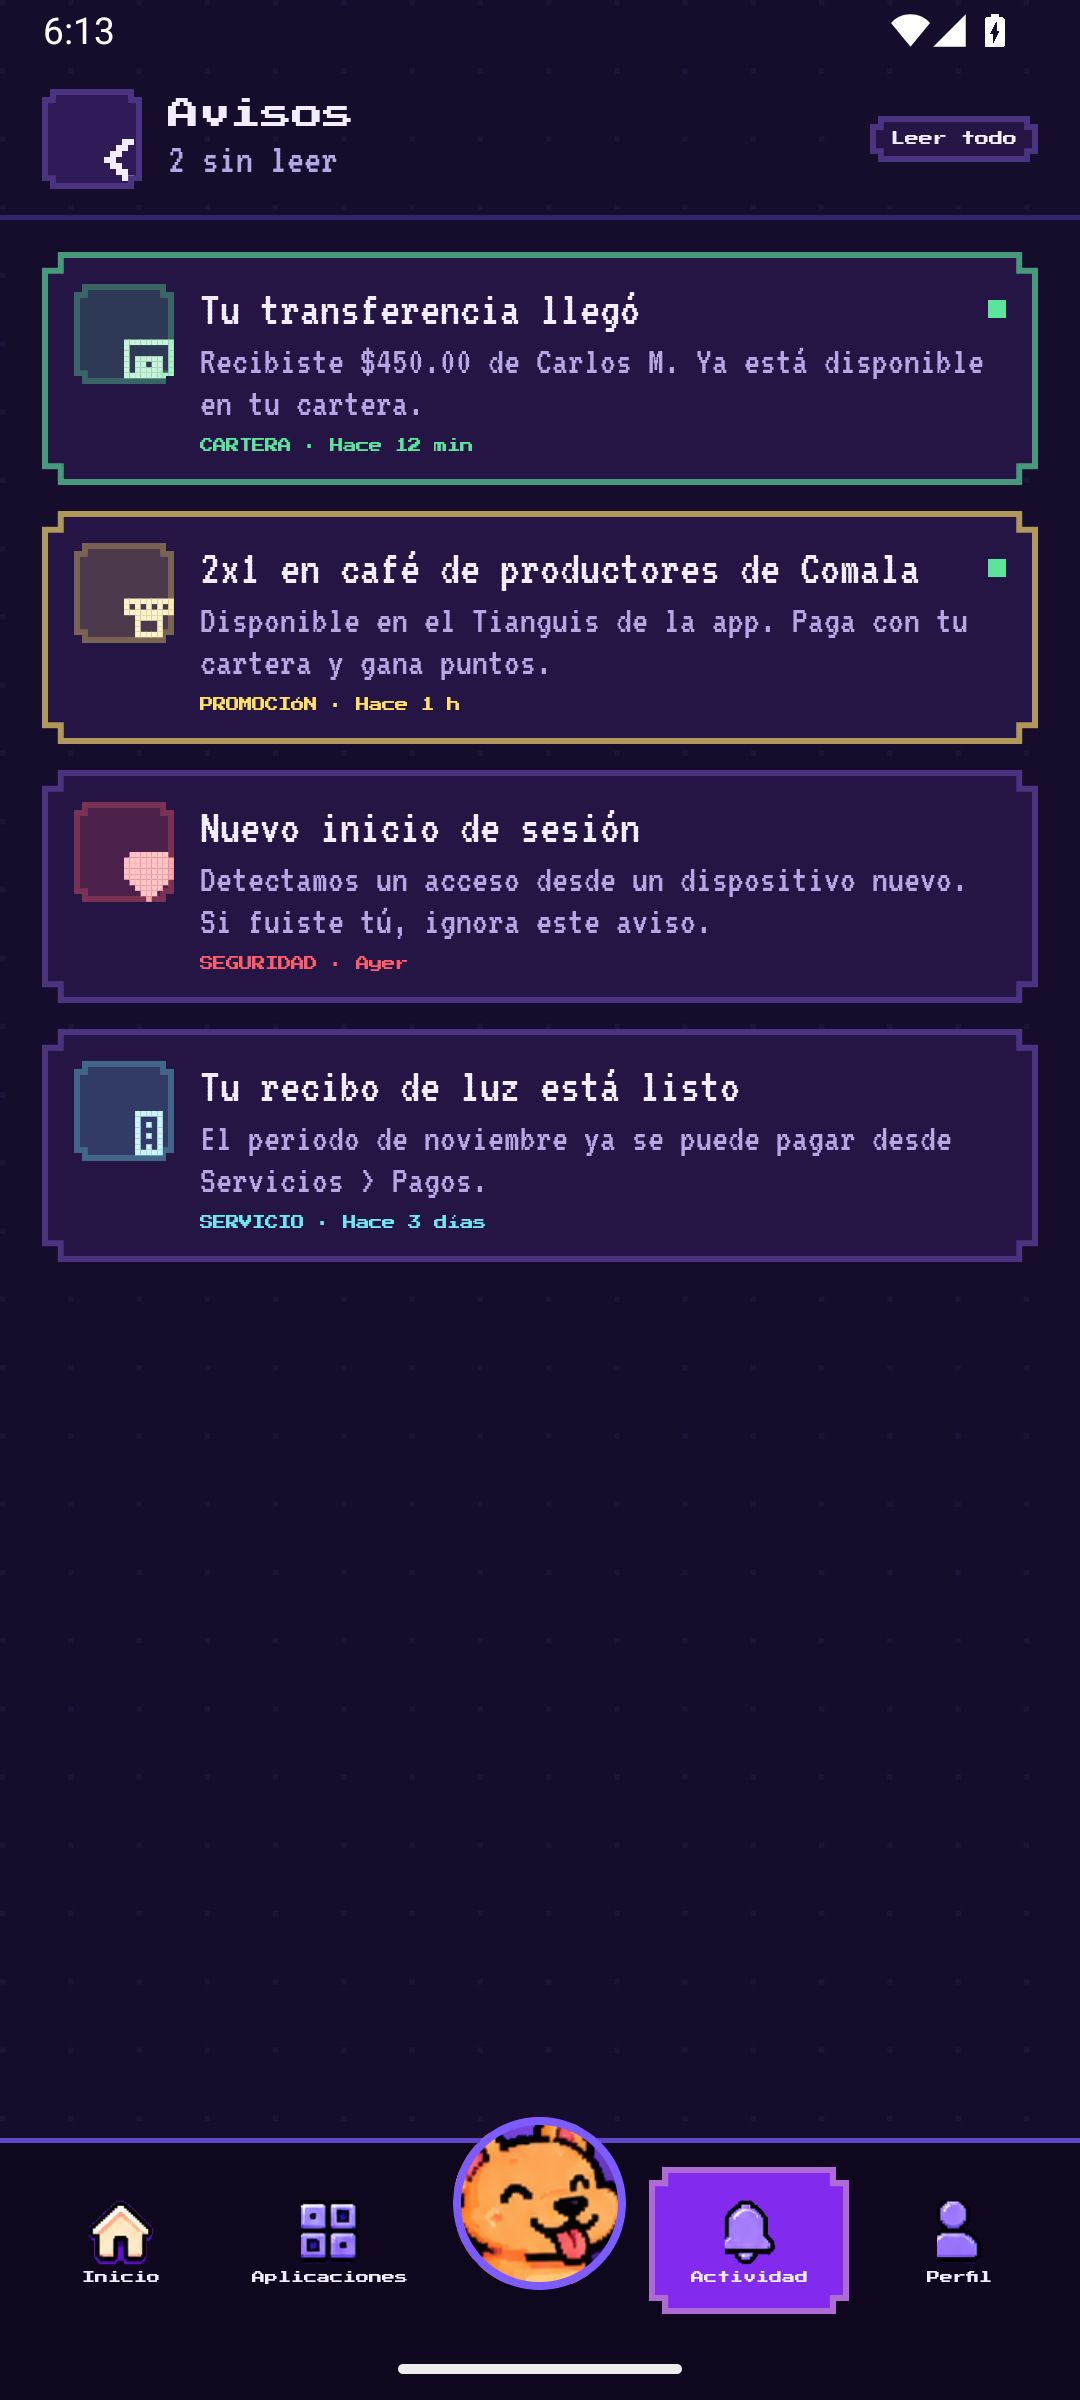 6:13
Avisos
2 sin leer
Leer todo
Tu transferencia llegó
Recibiste $450.00 de Carlos M. Ya está disponible
en tu cartera.
CARTERA · Hace 12 min
2x1 en café de productores de Comala
Disponible en el Tianguis de la app. Paga con tu
cartera y gana puntos.
PROMOCIóN · Hace 1 h
Nuevo inicio de sesión
Detectamos un acceso desde un dispositivo nuevo.
Si fuiste tú, ignora este aviso.
SEGURIDAD · Ayer
Tu recibo de luz está listo
El periodo de noviembre ya se puede pagar desde
Servicios > Pagos.
SERVICIO · Hace 3 días
Inicio
Aplicaciones
Actividad
Perfil